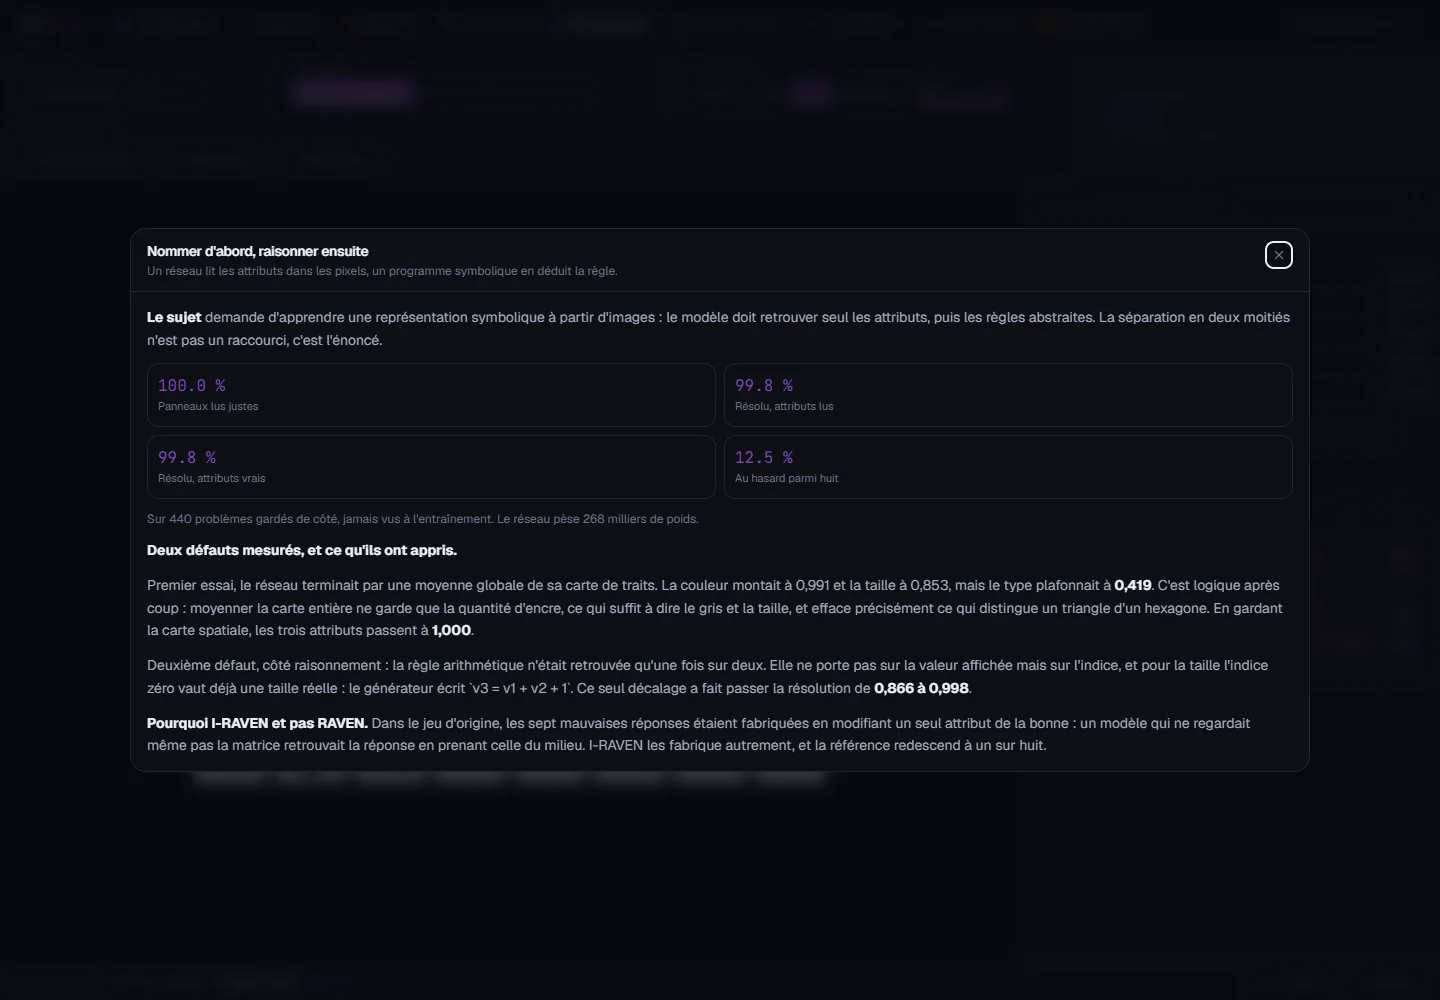 Nommer d'abord, raisonner ensuite
Un réseau lit les attributs dans les pixels, un programme symbolique en déduit la règle.
Le sujet demande d'apprendre une représentation symbolique à partir d'images : le modèle doit retrouver seul les attributs, puis les règles abstraites. La séparation en deux moitiés
n'est pas un raccourci, c'est l'énoncé.
100.0 %
Panneaux lus justes
99.8 %
Résolu, attributs lus
99.8 %
Résolu, attributs vrais
12.5 %
Au hasard parmi huit
Sur 440 problèmes gardés de côté, jamais vus à l'entraînement. Le réseau pèse 268 milliers de poids.
Deux défauts mesurés, et ce qu'ils ont appris.
Premier essai, le réseau terminait par une moyenne globale de sa carte de traits. La couleur montait à 0,991 et la taille à 0,853, mais le type plafonnait à 0,419. C'est logique après
coup : moyenner la carte entière ne garde que la quantité d'encre, ce qui suffit à dire le gris et la taille, et efface précisément ce qui distingue un triangle d'un hexagone. En gardant
la carte spatiale, les trois attributs passent à 1,000.
Deuxième défaut, côté raisonnement : la règle arithmétique n'était retrouvée qu'une fois sur deux. Elle ne porte pas sur la valeur affichée mais sur l'indice, et pour la taille l'indice
zéro vaut déjà une taille réelle : le générateur écrit `v3 = v1 + v2 + 1`. Ce seul décalage a fait passer la résolution de 0,866 à 0,998.
Pourquoi I-RAVEN et pas RAVEN. Dans le jeu d'origine, les sept mauvaises réponses étaient fabriquées en modifiant un seul attribut de la bonne : un modèle qui ne regardait
même pas la matrice retrouvait la réponse en prenant celle du milieu. I-RAVEN les fabrique autrement, et la référence redescend à un sur huit.